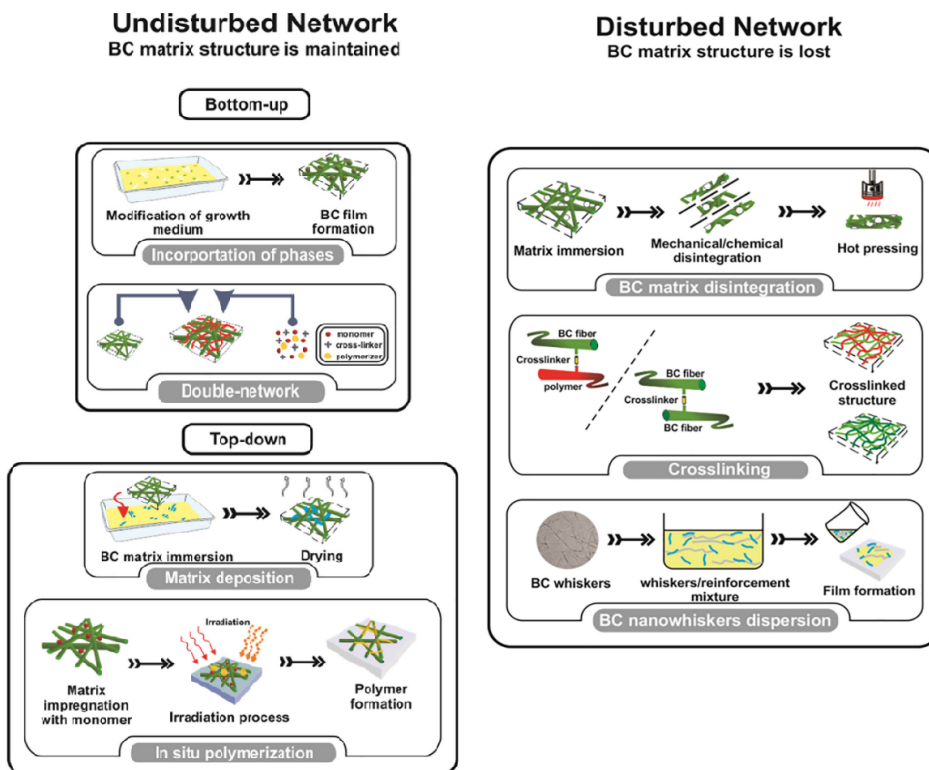 Undisturbed Network
BC matrix structure is maintained
Bottom-up
Modification of growth
medium
BC film
formation
Incorportation of phases
monomer
cross-linker
polymerizer
Double-network
Top-down
BC matrix immersion
Drying
Matrix deposition
Matrix
impregnation
with monomer
Irradiation
Irradiation process
Polymer
formation
In situ polymerization
Disturbed Network
BC matrix structure is lost
Matrix immersion
Mechanical/chemical
disintegration
Hot pressing
BC matrix disintegration
BC fiber
Crosslinker
polymer
BC fiber
Crosslinker
BC fiber
Crosslinked
structure
Crosslinking
BC whiskers
whiskers/reinforcement
mixture
Film formation
BC nanowhiskers dispersion